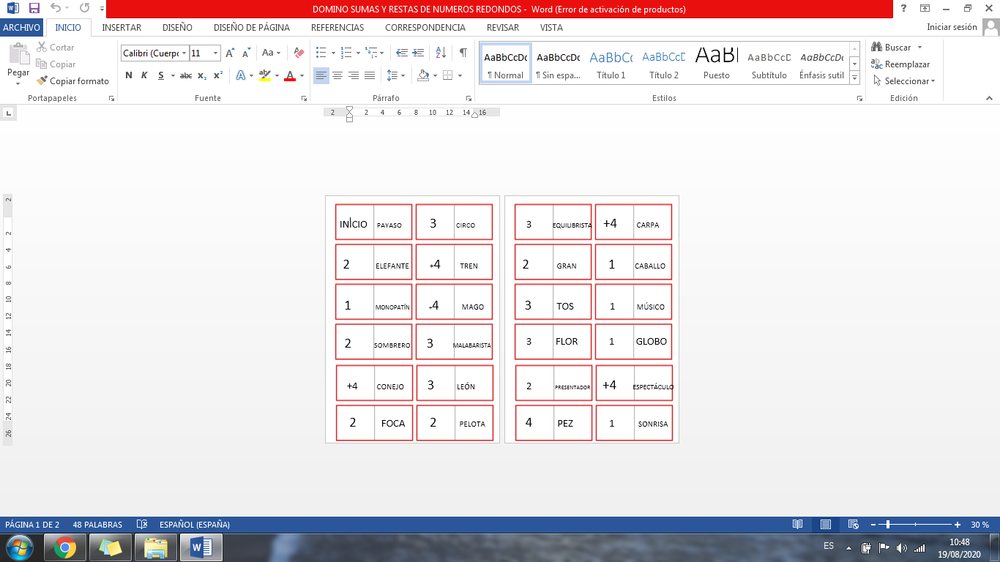 DOMINO SUMAS Y RESTAS DE NUMEROS REDONDOS - Word (Error de activación de productos)
ARCHIVO INICIO INSERTAR DISEÑO DISEÑO DE PÁGINA REFERENCIAS CORRESPONDENCIA REVISAR VISTA Iniciar sesión
Pegar
Cortar
Copiar
Copiar formato
Portapapeles
Calibri (Cuerpo 11
N K S abc x₂ x²
Fuente
Párrafo
AaBbCcDc AaBbCcDc AaBbCc AaBbCcD AaB AaBbCcD AaBbCcDc
¶ Normal ¶ Sin espa... Título 1 Título 2 Puesto Subtítulo Énfasis sutil
Estilos
Buscar
Reemplazar
Seleccionar
Edición
2 2 4 6 8 10 12 14 16
2 2 4 6 8 10 12 14 16 18 20 22 24 26
INICIO PAYASO 3 CIRCO
2 ELEFANTE +4 TREN
1 MONOPATÍN +4 MAGO
2 SOMBRERO 3 MALABARISTA
+4 CONEJO 3 LEÓN
2 FOCA 2 PELOTA
3 EQUILIBRISTA +4 CARPA
2 GRAN 1 CABALLO
3 TOS 1 MÚSICO
3 FLOR 1 GLOBO
2 PRESENTADOR +4 ESPECTÁCULO
4 PEZ 1 SONRISA
PÁGINA 1 DE 2 48 PALABRAS ESPAÑOL (ESPAÑA) 30 %
ES 10:48
19/08/2020